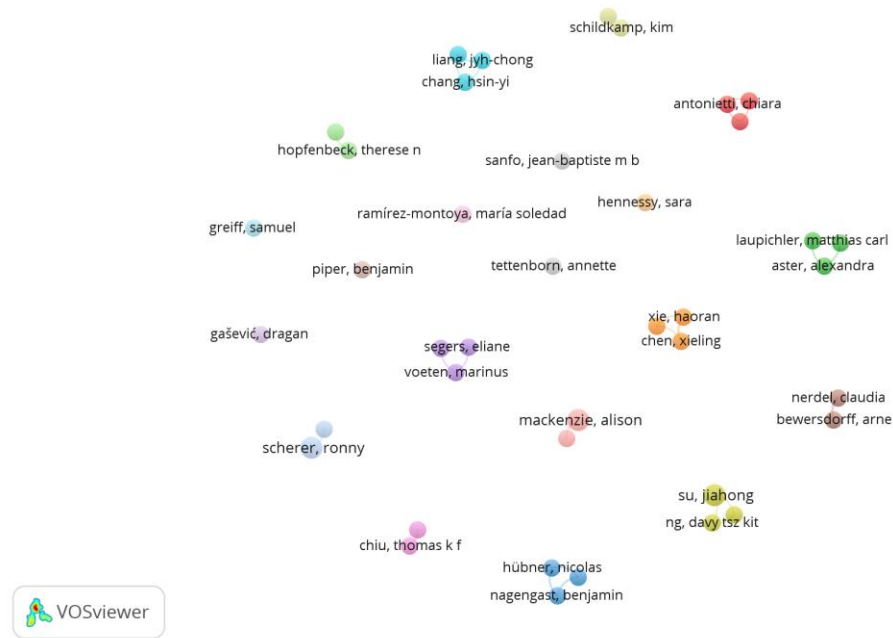 schildkamp, kim
liang, jyh-chong
chang, hsin-yi
antonietti, chiara
hopfenbeck, therese n
sanfo, jean-baptiste m b
hennessy, sara
ramírez-montoya, maría soledad
greiff, samuel
laupichler, matthias carl
piper, benjamin
tettenborn, annette
aster, alexandra
xie, haoran
gašević, dragan
chen, xieling
segers, eliane
voeten, marinus
nerdel, claudia
mackenzie, alison
bewersdorff, arne
scherer, ronny
su, jiahong
ng, davy tsz kit
chiu, thomas k f
hübner, nicolas
nagengast, benjamin
VOSviewer